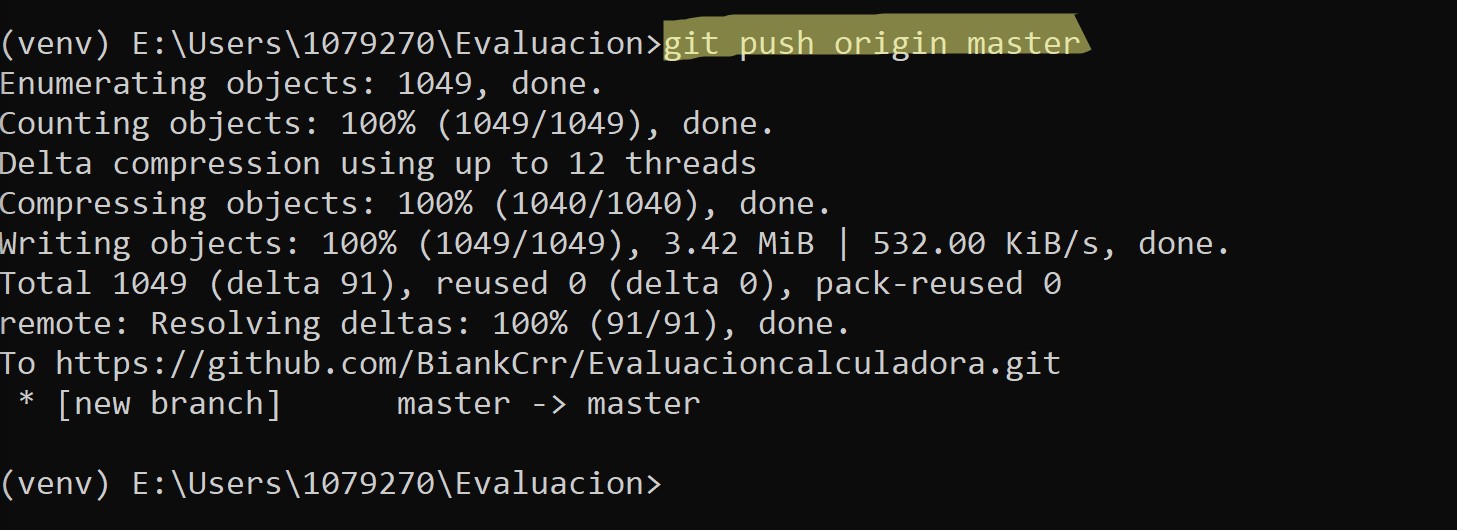 (venv) E:\Users\1079270\Evaluacion>git push origin master
Enumerating objects: 1049, done.
Counting objects: 100% (1049/1049), done.
Delta compression using up to 12 threads
Compressing objects: 100% (1040/1040), done.
Writing objects: 100% (1049/1049), 3.42 MiB | 532.00 KiB/s, done.
Total 1049 (delta 91), reused 0 (delta 0), pack-reused 0
remote: Resolving deltas: 100% (91/91), done.
To https://github.com/BiankCrr/Evaluacioncalculadora.git
 * [new branch]      master -> master
(venv) E:\Users\1079270\Evaluacion>